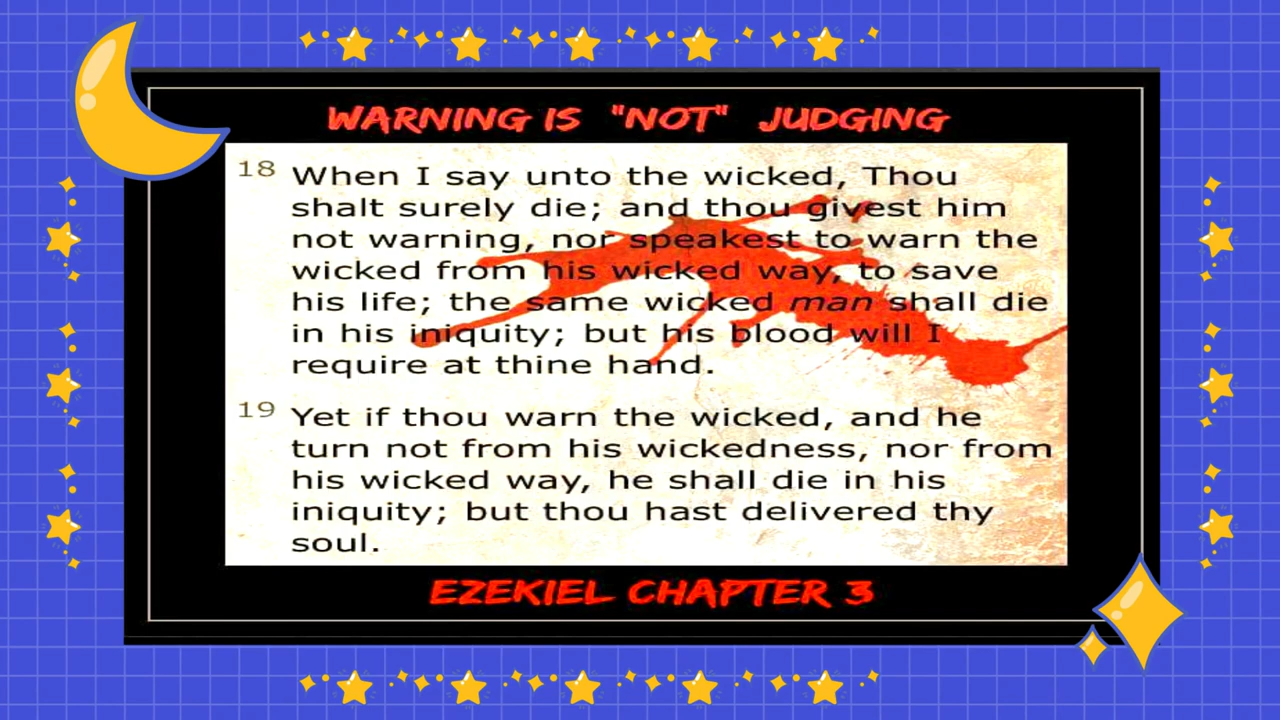 WARNING IS "NOT" JUDGING
18 When I say unto the wicked, Thou
shalt surely die; and thou givest him
not warning, nor speakest to warn the
wicked from his wicked way, to save
his life; the same wicked man shall die
in his iniquity; but his blood will I
require at thine hand.
19 Yet if thou warn the wicked, and he
turn not from his wickedness, nor from
his wicked way, he shall die in his
iniquity; but thou hast delivered thy
soul.
EZEKIEL CHAPTER 3